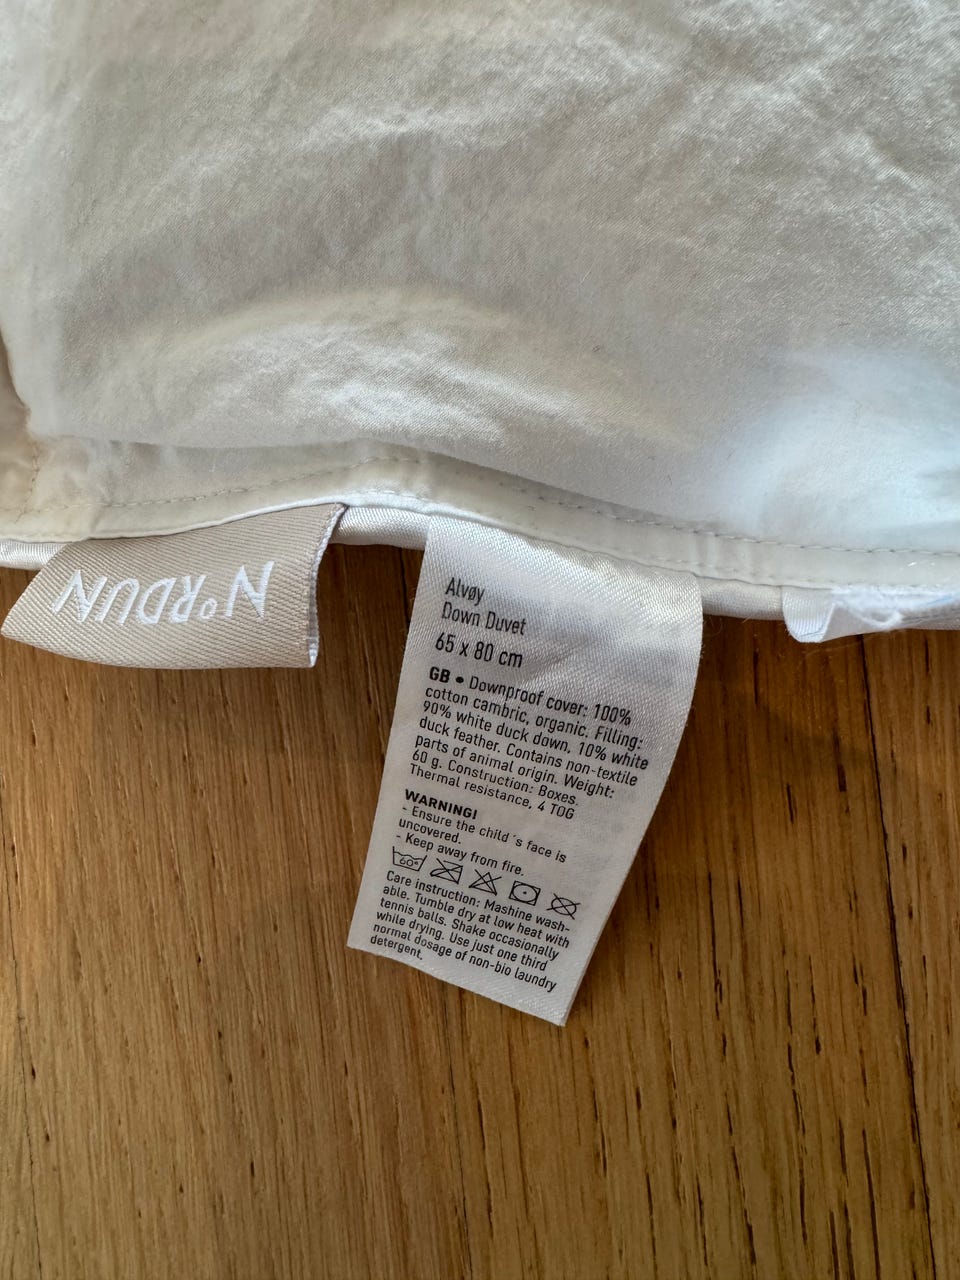 N°RDUN
Alvøy
Down Duvet
65 x 80 cm
GB • Downproof cover: 100%
cotton cambric, organic. Filling:
90% white duck down, 10% white
duck feather. Contains non-textile
parts of animal origin. Weight:
60 g. Construction: Boxes.
Thermal resistance, 4 TOG
WARNING!
- Ensure the child´s face is
uncovered.
- Keep away from fire.
60°
Care instruction: Mashine wash-
able. Tumble dry at low heat with
tennis balls. Shake occasionally
while drying. Use just one third
normal dosage of non-bio laundry
detergent.